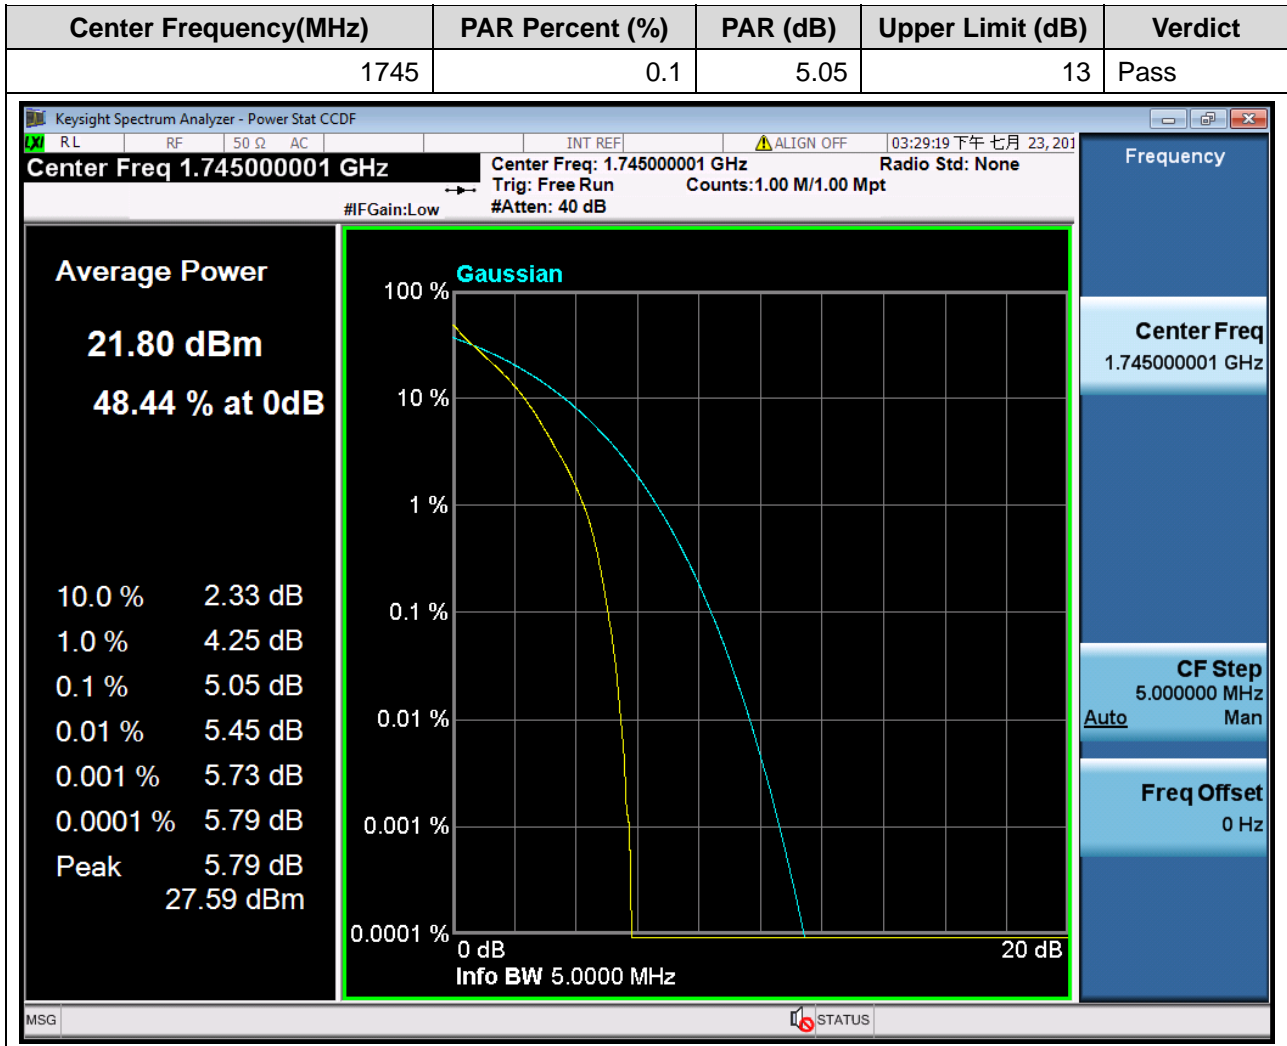 Center Frequency(MHz) PAR Percent (%) PAR (dB) Upper Limit (dB) Verdict
1745 0.1 5.05 13 Pass
Keysight Spectrum Analyzer - Power Stat CCDF
LXI RL RF 50 Ω AC INT REF ALIGN OFF 03:29:19 下午 七月 23, 201
Center Freq 1.745000001 GHz
Center Freq: 1.745000001 GHz Radio Std: None
Trig: Free Run Counts:1.00 M/1.00 Mpt
#IFGain:Low #Atten: 40 dB
Frequency
Average Power
21.80 dBm
48.44 % at 0dB
10.0 % 2.33 dB
1.0 % 4.25 dB
0.1 % 5.05 dB
0.01 % 5.45 dB
0.001 % 5.73 dB
0.0001 % 5.79 dB
Peak 5.79 dB
27.59 dBm
Gaussian
100 %
10 %
1 %
0.1 %
0.01 %
0.001 %
0.0001 %
0 dB 20 dB
Info BW 5.0000 MHz
Center Freq
1.745000001 GHz
CF Step
5.000000 MHz
Auto Man
Freq Offset
0 Hz
MSG STATUS